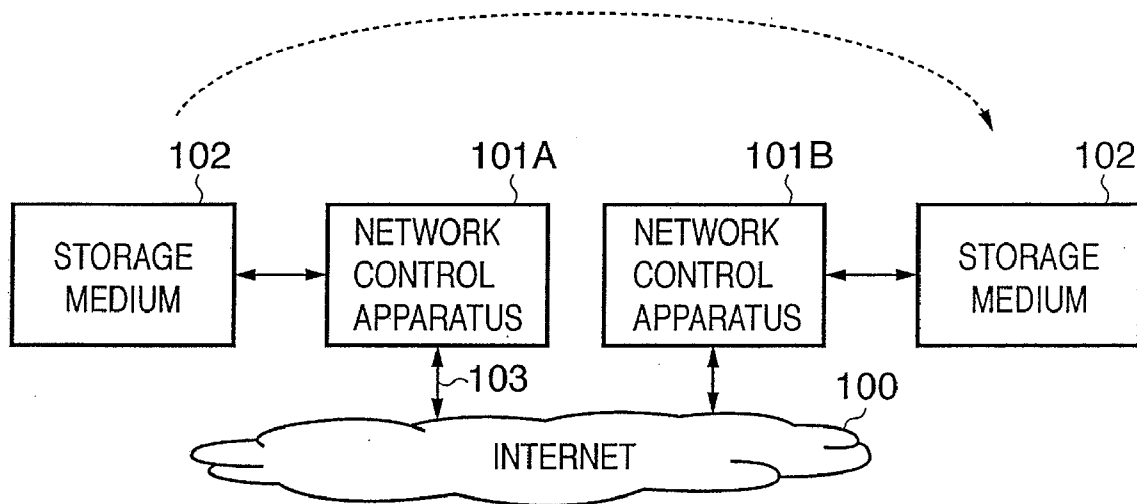 102
101A
101B
102
STORAGE
MEDIUM
NETWORK
CONTROL
APPARATUS
NETWORK
CONTROL
APPARATUS
STORAGE
MEDIUM
103
100
INTERNET